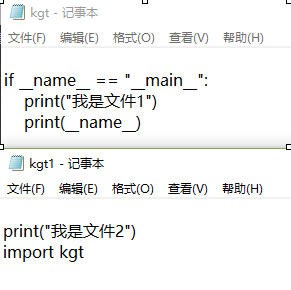 kgt - 记事本
文件(F) 编辑(E) 格式(O) 查看(V) 帮助(H)
if __name__ == "__main__":
    print("我是文件1")
    print(__name__)
kgt1 - 记事本
文件(F) 编辑(E) 格式(O) 查看(V) 帮助(H)
print("我是文件2")
import kgt